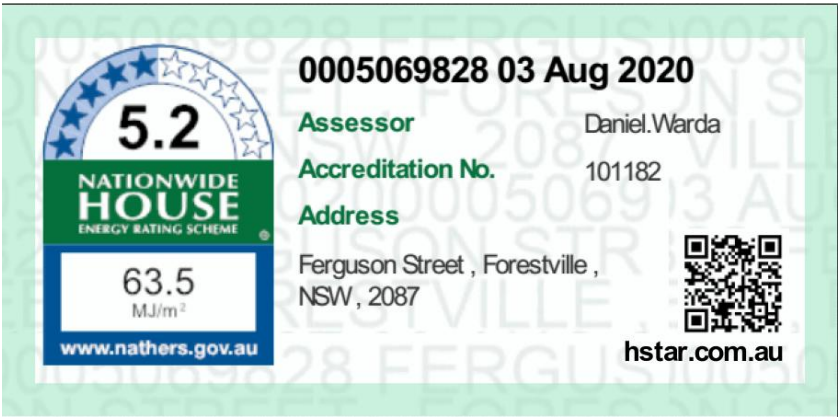 5.2
NATIONWIDE
HOUSE
ENERGY RATING SCHEME
63.5
MJ/m²
www.nathers.gov.au
0005069828 03 Aug 2020
Assessor Daniel.Warda
Accreditation No. 101182
Address
Ferguson Street , Forestville ,
NSW , 2087
hstar.com.au